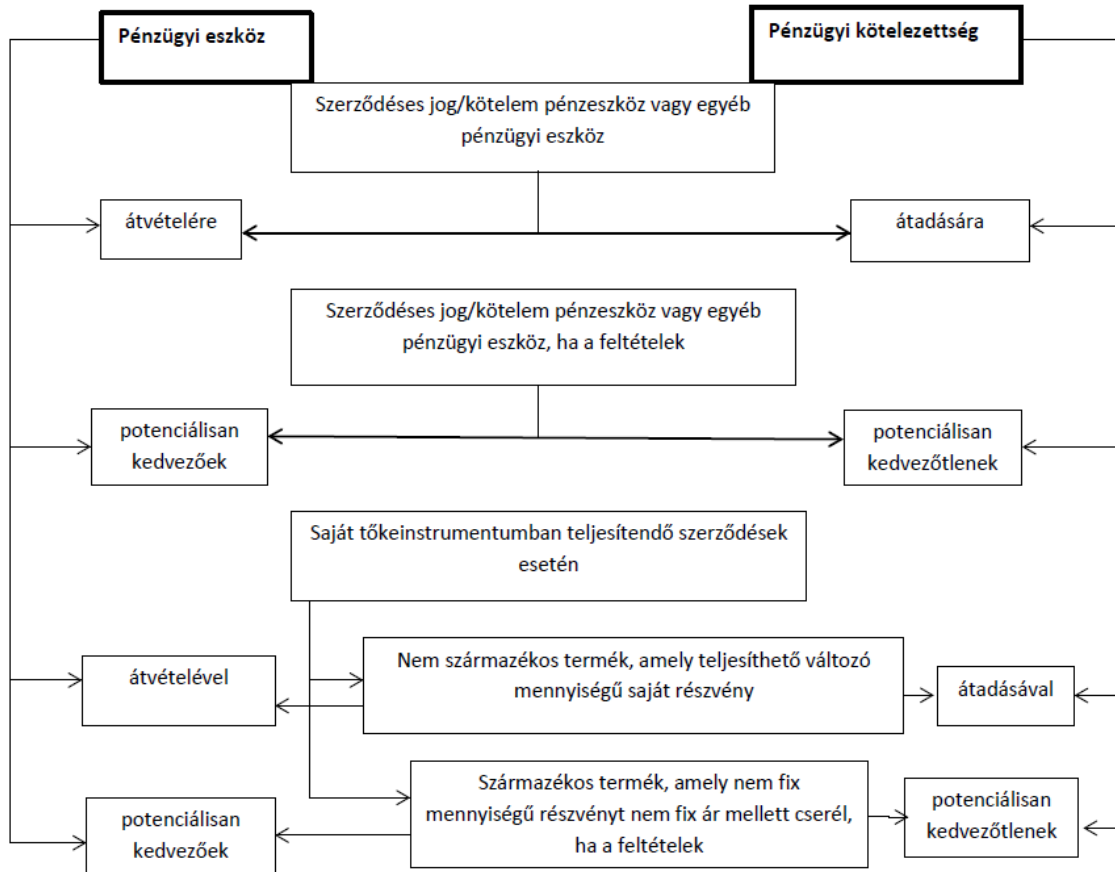 Pénzügyi eszköz
Pénzügyi kötelezettség
Szerződéses jog/kötelem pénzeszköz vagy egyéb
pénzügyi eszköz
átvételére
átadására
Szerződéses jog/kötelem pénzeszköz vagy egyéb
pénzügyi eszköz, ha a feltételek
potenciálisan
kedvezőek
potenciálisan
kedvezőtlenek
Saját tőkeinstrumentumban teljesítendő szerződések
esetén
átvételével
Nem származékos termék, amely teljesíthető változó
mennyiségű saját részvény
átadásával
Származékos termék, amely nem fix
mennyiségű részvényt nem fix ár mellett cserél,
ha a feltételek
potenciálisan
kedvezőek
potenciálisan
kedvezőtlenek